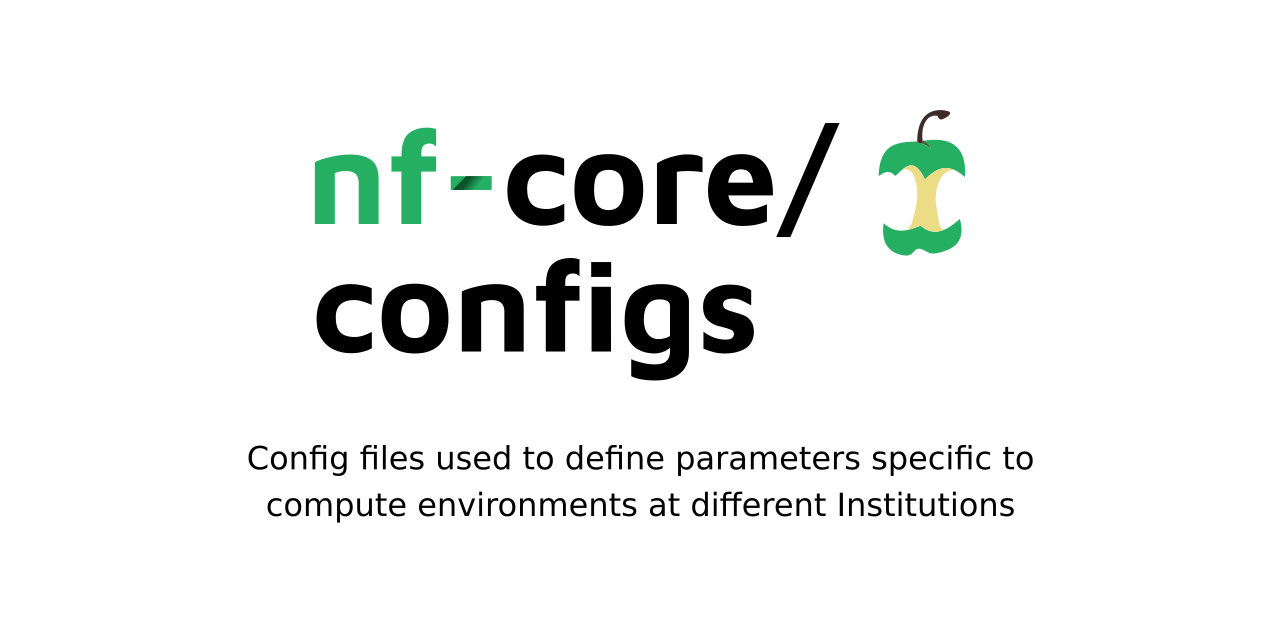 nf-core/
configs
Config files used to define parameters specific to
compute environments at different Institutions